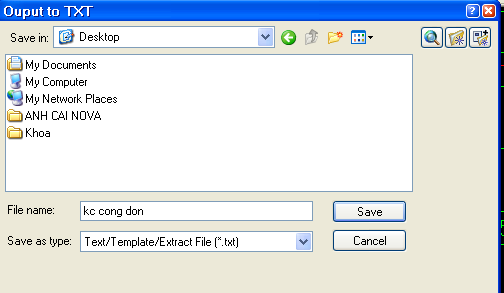 Ouput to TXT
Save in: Desktop
My Documents
My Computer
My Network Places
ANH CAI NOVA
Khoa
File name: kc cong don Save
Save as type: Text/Template/Extract File (*.txt) Cancel